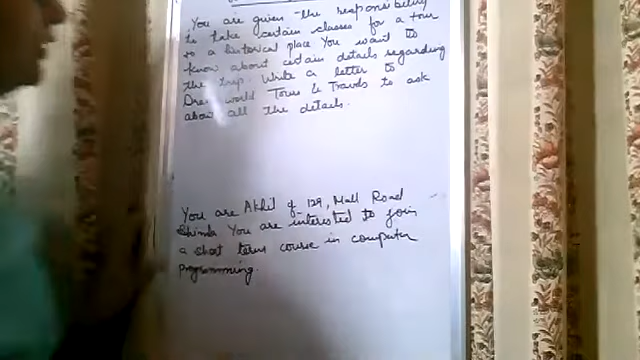 You are given the responsibility
to take certain classes for a tour
to a historical place You want to
know about certain details regarding
the trip. Write a letter to
world Tours & Travels to ask
about all the details.
You are Akhil of 129, Mall Road
Shimla You are interested to join
a short term course in computer
programming.